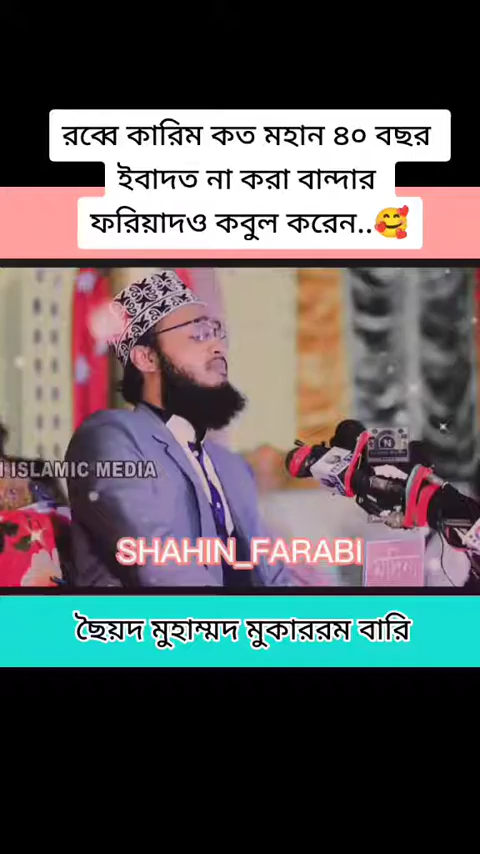 রব্বে কারিম কত মহান ৪০ বছর
ইবাদত না করা বান্দার
ফরিয়াদও কবুল করেন..🥰
ISLAMIC MEDIA
SHAHIN_FARABI
ছৈয়দ মুহাম্মদ মুকাররম বারি